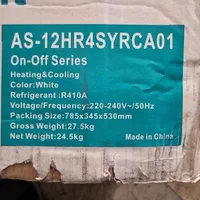 AS-12HR4SYRCA01
On-Off Series
Heating&Cooling
Color:White
Refrigerant:R410A
Voltage/Frequency:220-240V~/50Hz
Packing Size:785x345x530mm
Gross Weight:27.5kg
Net Weight:24.5kg
Made in China